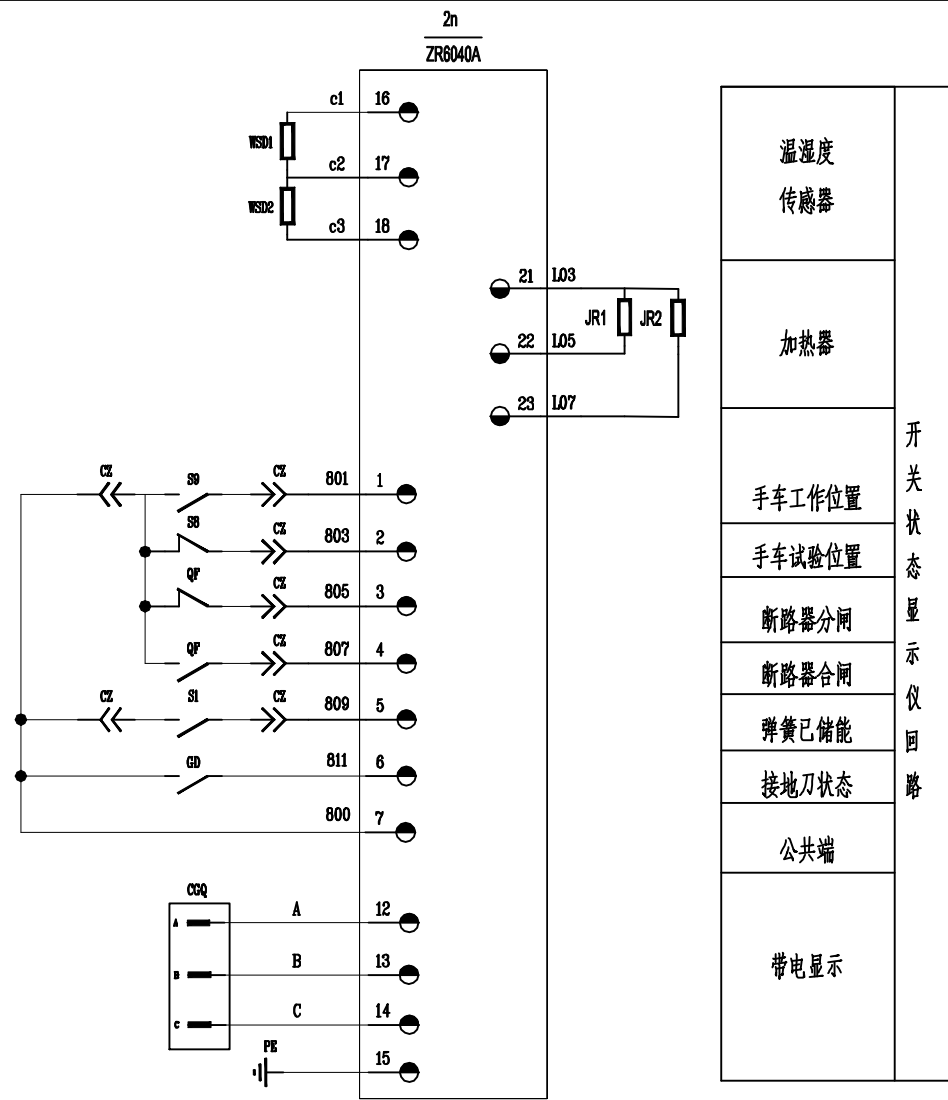 2n
ZR6040A
c1 16
WSD1
c2 17
WSD2
c3 18
21 L03
JR1 JR2
22 L05
23 L07
CZ S9 CZ 801 1
S8 CZ 803 2
QF CZ 805 3
QF CZ 807 4
CZ S1 CZ 809 5
GD 811 6
800 7
CGQ
A A 12
B B 13
C C 14
PE 15
温湿度
传感器
加热器
手车工作位置
手车试验位置
断路器分闸
断路器合闸
弹簧已储能
接地刀状态
公共端
带电显示
开关状态显示仪回路